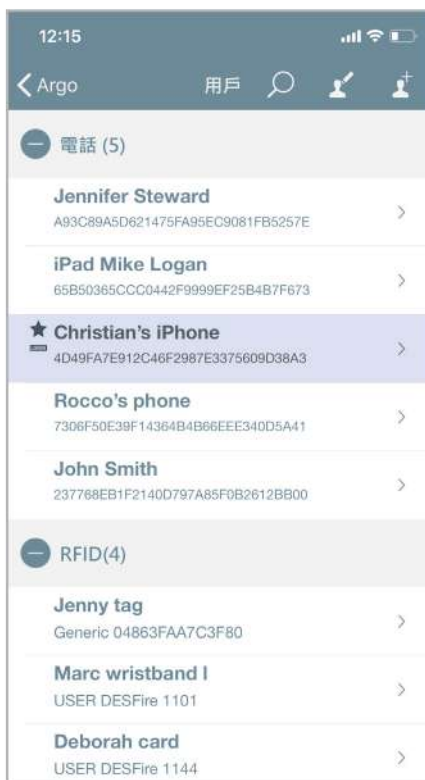 12:15
Argo 用戶
電話 (5)
Jennifer Steward
A93C89A5D621475FA95EC9081FB5257E
iPad Mike Logan
65B50365CCC0442F9999EF25B4B7F673
Christian's iPhone
4D49FA7E912C46F2987E3375609D38A3
Rocco's phone
7306F50E39F14364B4B66EEE340D5A41
John Smith
237768EB1F2140D797A85F0B2612BB00
RFID(4)
Jenny tag
Generic 04863FAA7C3F80
Marc wristband I
USER DESFire 1101
Deborah card
USER DESFire 1144